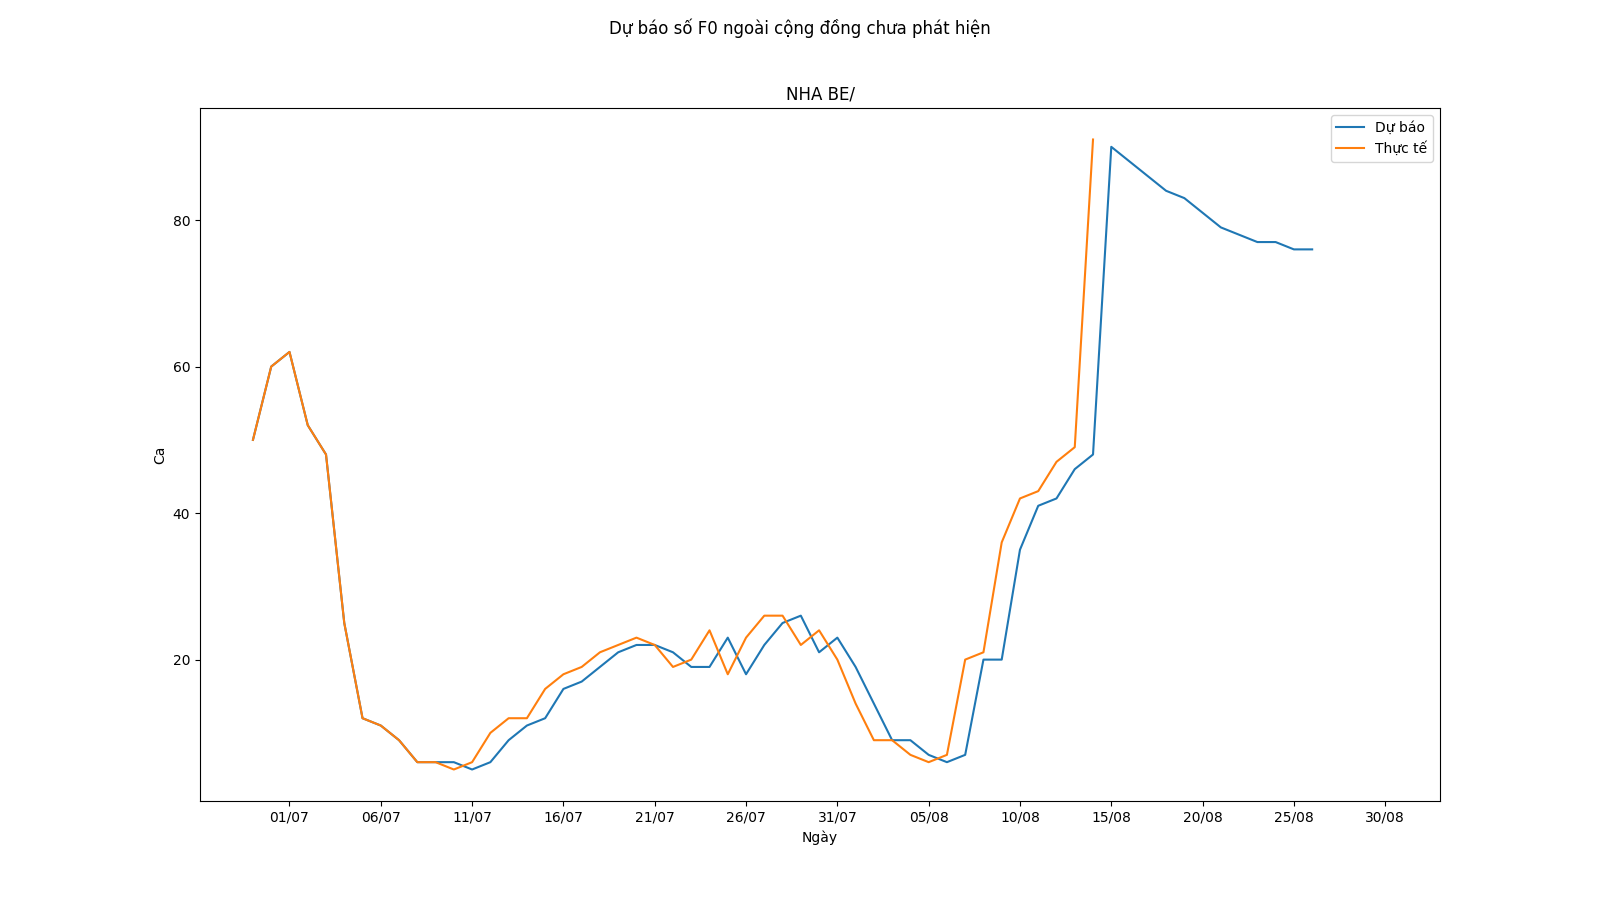 Dự báo số F0 ngoài cộng đồng chưa phát hiện
NHA BE/
Dự báo
Thực tế
80
60
40
20
Ca
01/07 06/07 11/07 16/07 21/07 26/07 31/07 05/08 10/08 15/08 20/08 25/08 30/08
Ngày